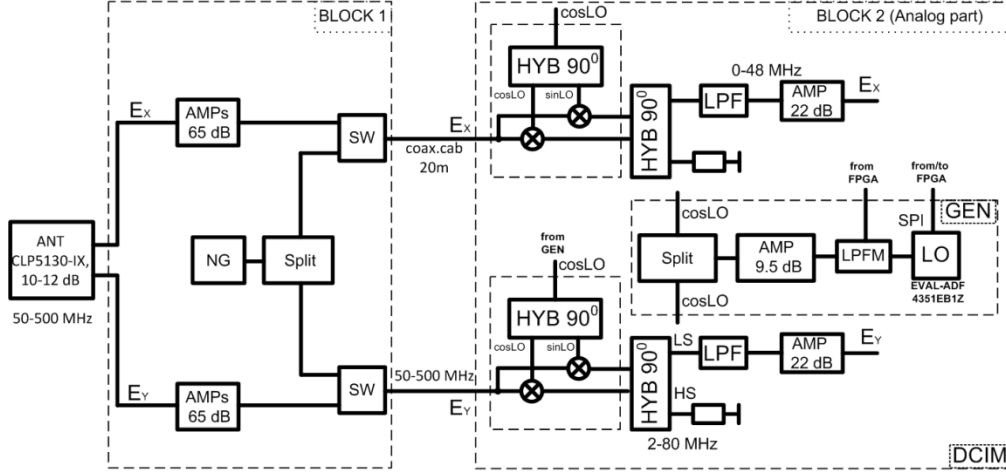 BLOCK 1
BLOCK 2 (Analog part)
cosLO
HYB 90⁰
cosLO
sinLO
0-48 MHz
Eₓ
AMPs
65 dB
SW
Eₓ
coax.cab
20m
HYB 90⁰
LPF
AMP
22 dB
Eₓ
from
FPGA
from/to
FPGA
cosLO
SPI
GEN
ANT
CLP5130-IX,
10-12 dB
50-500 MHz
NG
Split
from
GEN
cosLO
Split
AMP
9.5 dB
LPFM
LO
EVAL-ADF
4351EB1Z
cosLO
HYB 90⁰
cosLO
sinLO
Eʏ
AMPs
65 dB
SW
50-500 MHz
Eʏ
HYB 90⁰
LS
LPF
AMP
22 dB
Eʏ
HS
2-80 MHz
DCIM